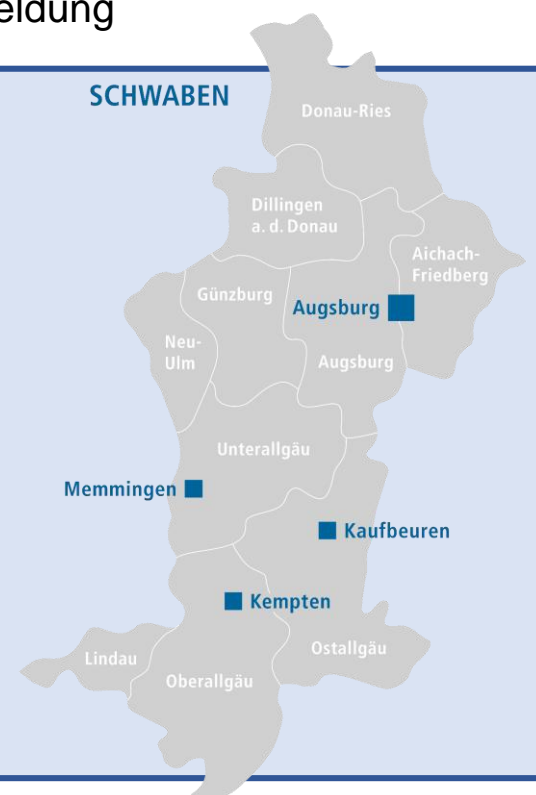 eldung
SCHWABEN
Donau-Ries
Dillingen
a. d. Donau
Aichach-
Friedberg
Günzburg
Augsburg
Neu-
Ulm
Augsburg
Unterallgäu
Memmingen
Kaufbeuren
Kempten
Ostallgäu
Lindau
Oberallgäu